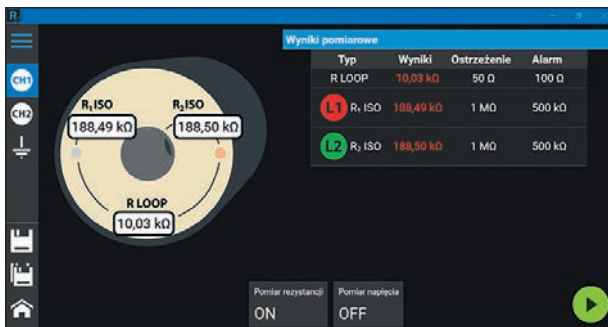 R
Wyniki pomiarowe
Typ Wyniki Ostrzeżenie Alarm
R LOOP 10,03 kΩ 50 Ω 100 Ω
L1 R₁ ISO 188,49 kΩ 1 MΩ 500 kΩ
L2 R₂ ISO 188,50 kΩ 1 MΩ 500 kΩ
CH1
CH2
R₁ISO R₂ISO
188,49 kΩ 188,50 kΩ
R LOOP
10,03 kΩ
Pomiar rezystancji Pomiar napięcia
ON OFF